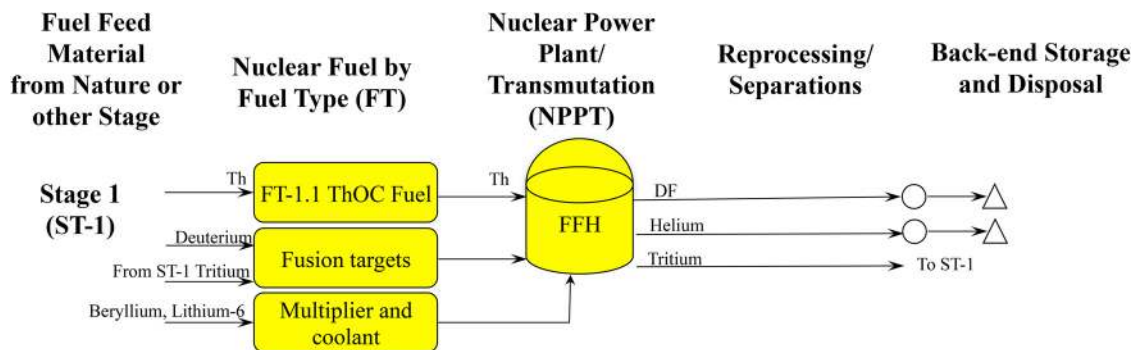 Fuel Feed
Material
from Nature or
other Stage
Nuclear Fuel by
Fuel Type (FT)
Nuclear Power
Plant/
Transmutation
(NPPT)
Reprocessing/
Separations
Back-end Storage
and Disposal
Stage 1
(ST-1)
Th
FT-1.1 ThOC Fuel
Th
FFH
DF
Helium
Tritium
To ST-1
Deuterium
From ST-1 Tritium
Fusion targets
Beryllium, Lithium-6
Multiplier and
coolant